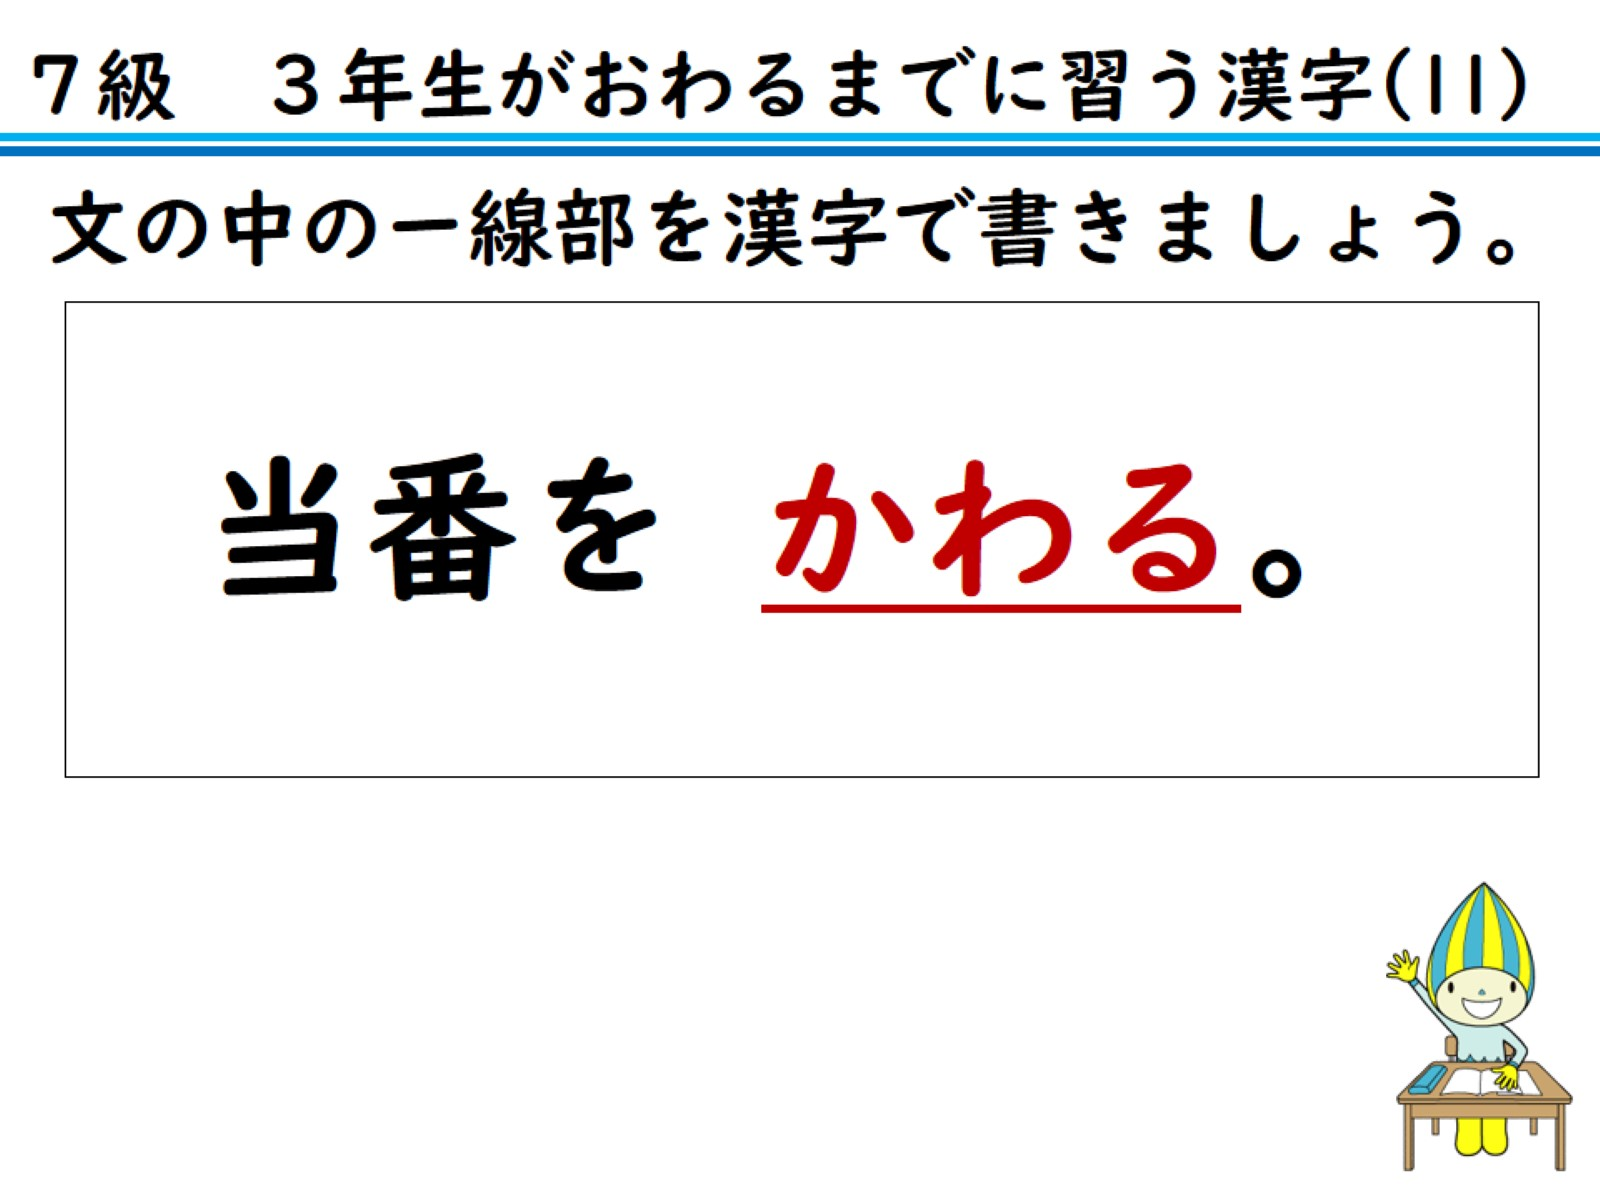 7級　3年生がおわるまでに習う漢字(11)
文の中の一線部を漢字で書きましょう。
当番を　かわる。